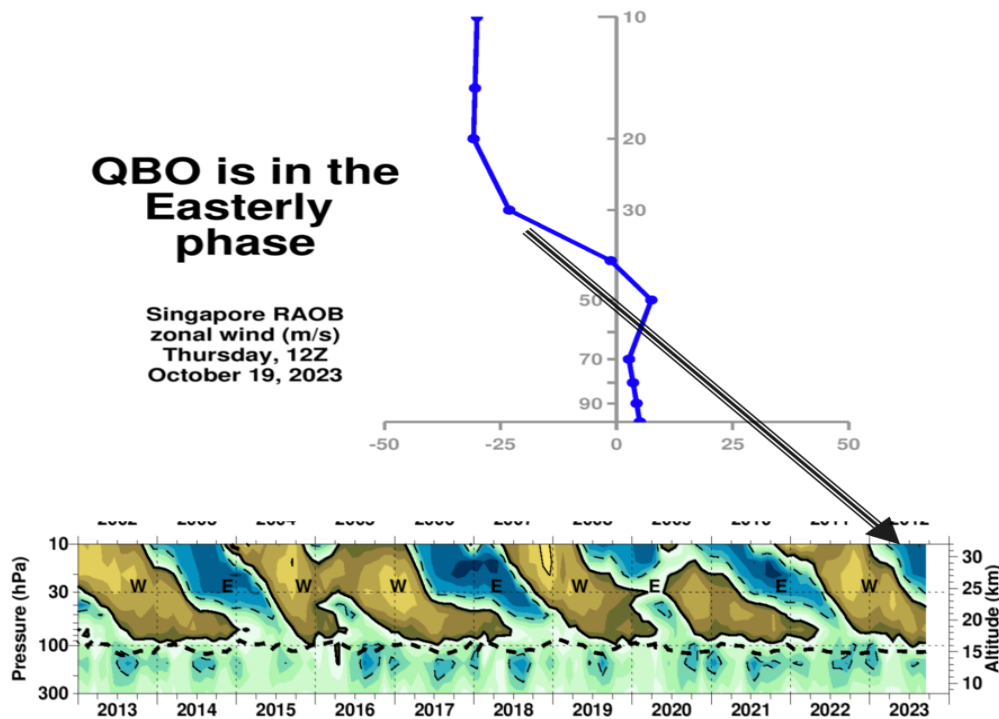 10
20
QBO is in the
Easterly
phase
30
Singapore RAOB
zonal wind (m/s)
Thursday, 12Z
October 19, 2023
50
70
90
-50 -25 0 25 50
Pressure (hPa)
10
30
100
300
W E W W E W E E W
30
25
20
15
10
Altitude (km)
2013 2014 2015 2016 2017 2018 2019 2020 2021 2022 2023